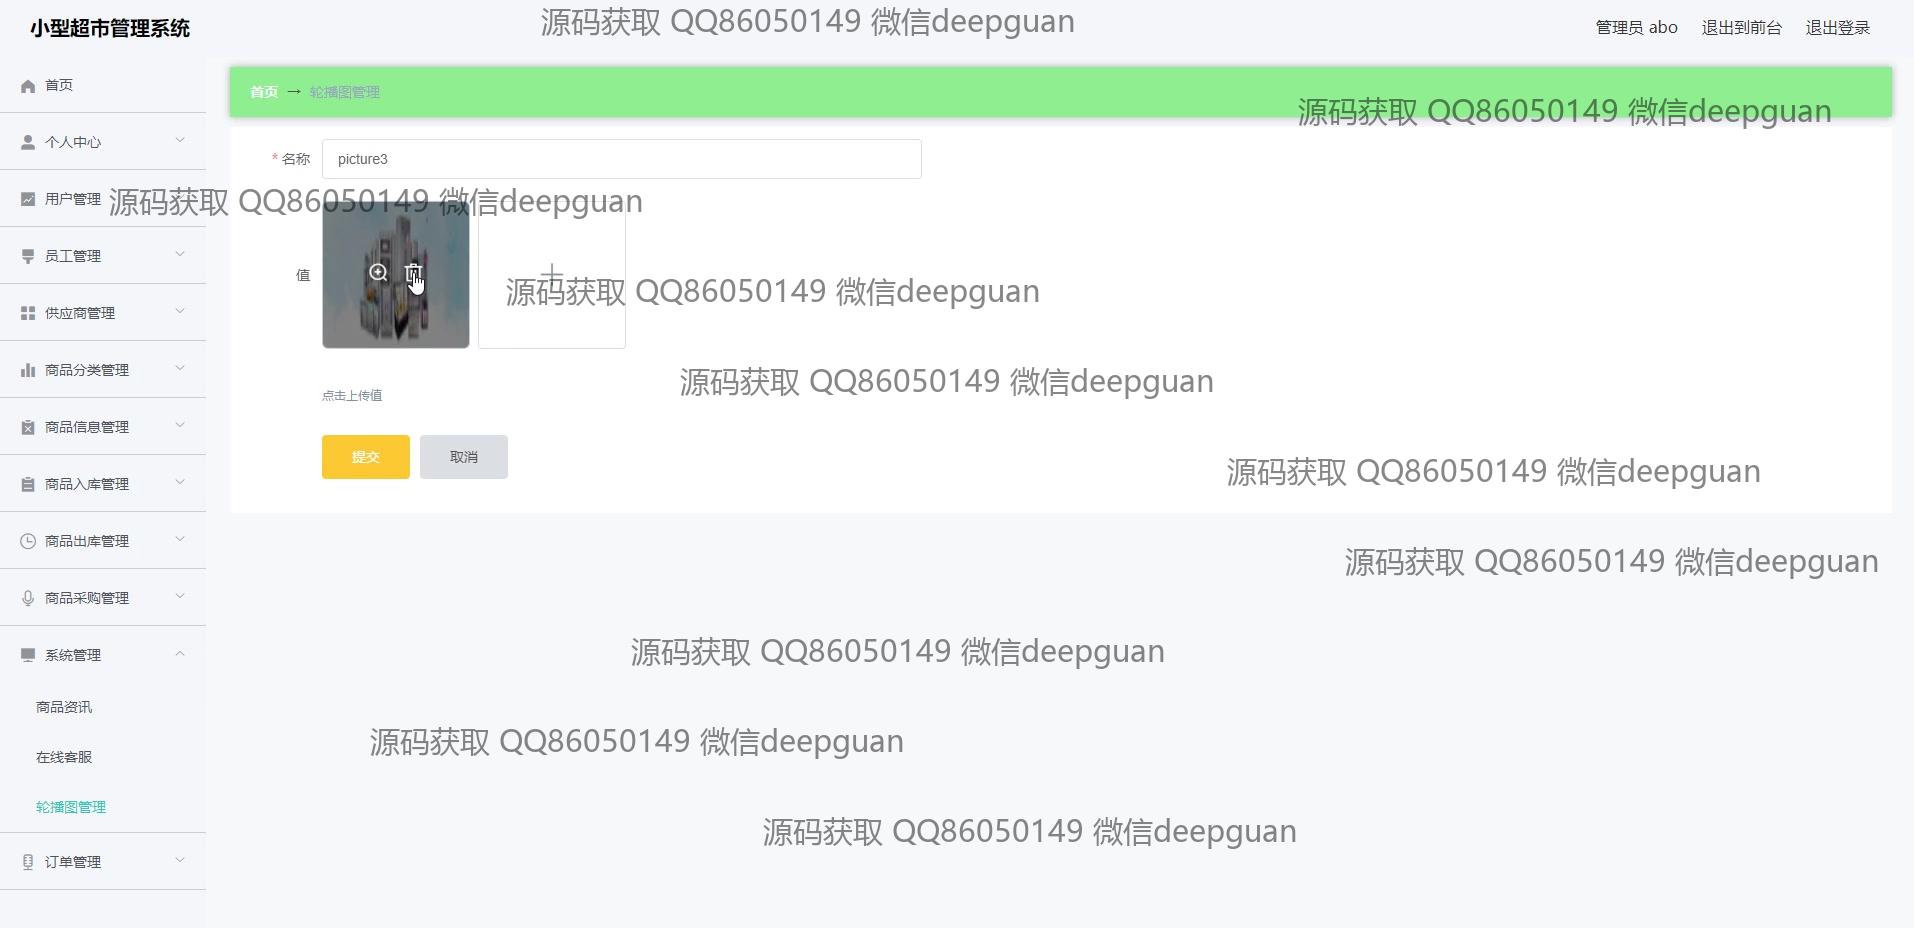 小型超市管理系统
源码获取 QQ86050149 微信deepguan
管理员 abo
退出到前台
退出登录
首页
首页 → 轮播图管理
源码获取 QQ86050149 微信deepguan
个人中心
* 名称
picture3
用户管理
源码获取 QQ86050149 微信deepguan
员工管理
值
源码获取 QQ86050149 微信deepguan
供应商管理
商品分类管理
源码获取 QQ86050149 微信deepguan
点击上传值
商品信息管理
提交
取消
源码获取 QQ86050149 微信deepguan
商品入库管理
商品出库管理
源码获取 QQ86050149 微信deepguan
商品采购管理
系统管理
源码获取 QQ86050149 微信deepguan
商品资讯
源码获取 QQ86050149 微信deepguan
在线客服
轮播图管理
源码获取 QQ86050149 微信deepguan
订单管理